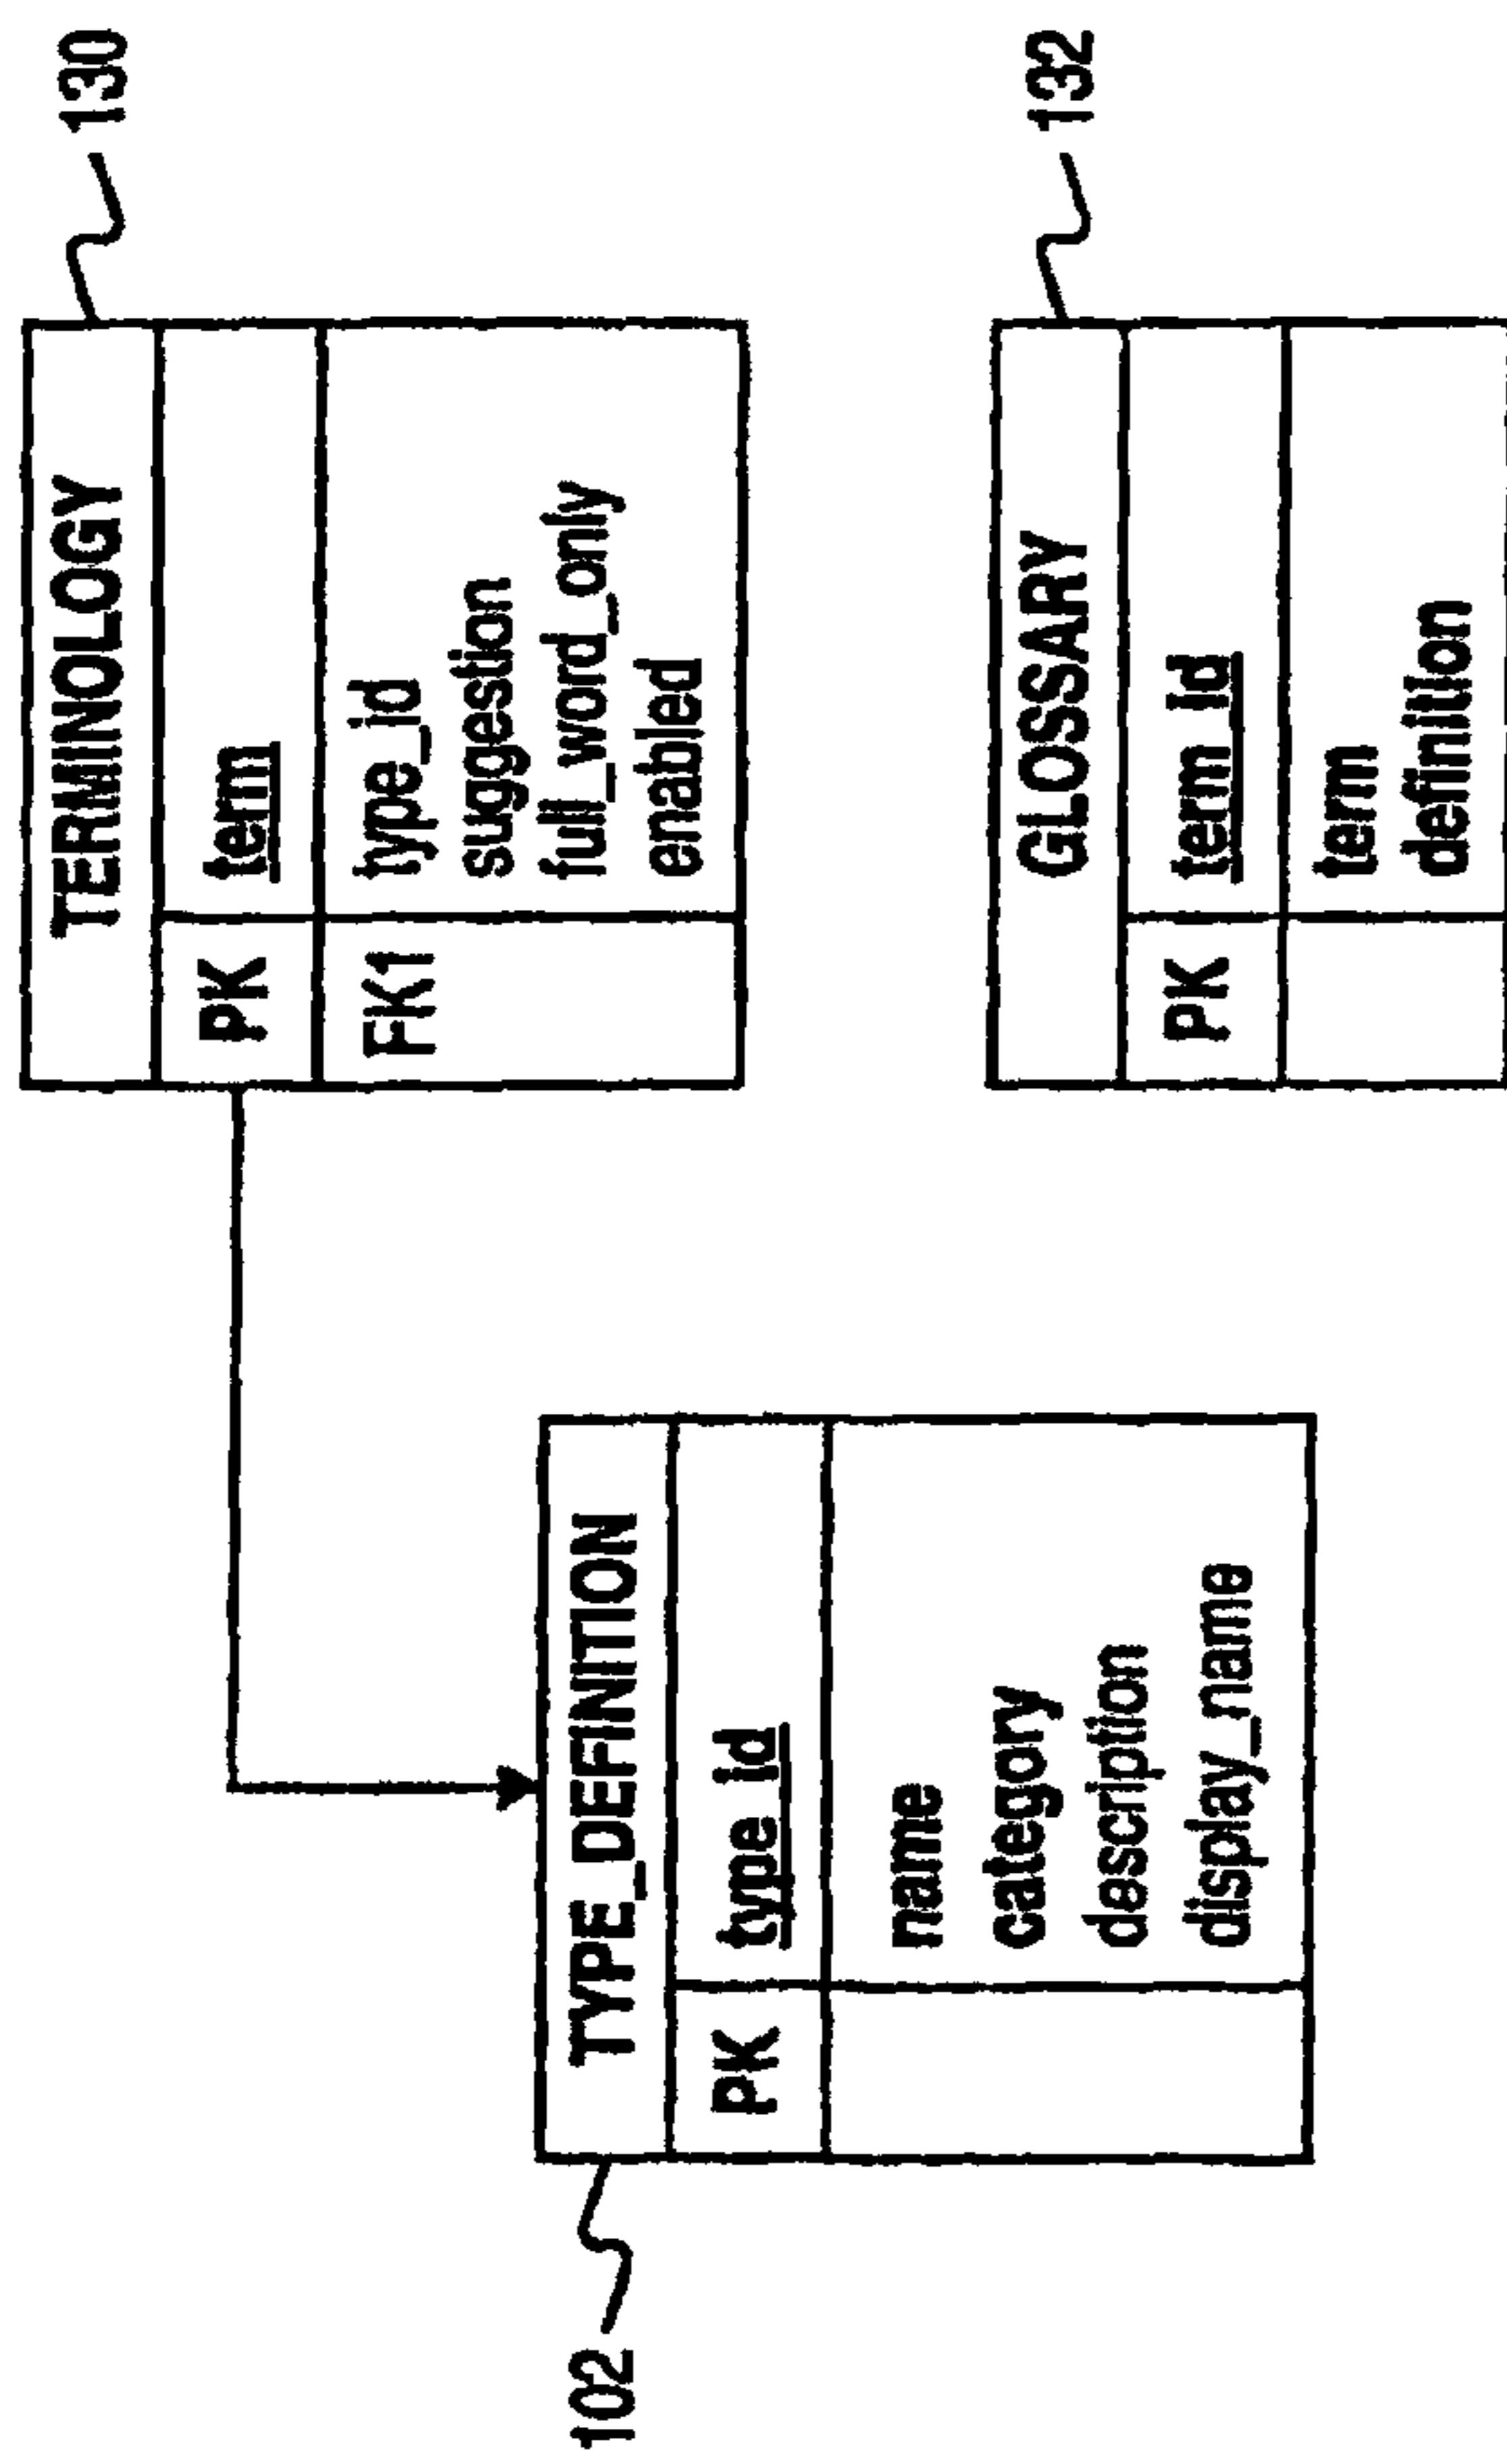 TERMINOLOGY
130
PK term
FK1 type_id
suggestion
full_word_only
enabled
TYPE_DEFINITION
102
PK type_id
name
category
description
display_name
GLOSSARY
132
PK term_id
term
definition